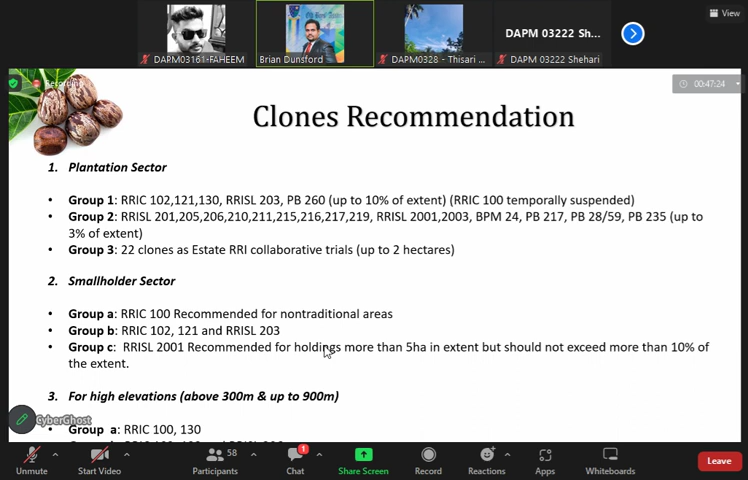 View
DAPM 03222 Sh...
DARM03161-FAHEEM
Brian Dunsford
DAPM0328 - Thisari ...
DAPM 03222 Shehari
Recording
00:47:24
Clones Recommendation
1. Plantation Sector
• Group 1: RRIC 102,121,130, RRISL 203, PB 260 (up to 10% of extent) (RRIC 100 temporally suspended)
• Group 2: RRISL 201,205,206,210,211,215,216,217,219, RRISL 2001,2003, BPM 24, PB 217, PB 28/59, PB 235 (up to
3% of extent)
• Group 3: 22 clones as Estate RRI collaborative trials (up to 2 hectares)
2. Smallholder Sector
• Group a: RRIC 100 Recommended for nontraditional areas
• Group b: RRIC 102, 121 and RRISL 203
• Group c: RRISL 2001 Recommended for holdings more than 5ha in extent but should not exceed more than 10% of
the extent.
3. For high elevations (above 300m & up to 900m)
CyberGhost
• Group a: RRIC 100, 130
Unmute
Start Video
58
Participants
1
Chat
Share Screen
Record
Reactions
Apps
Whiteboards
Leave